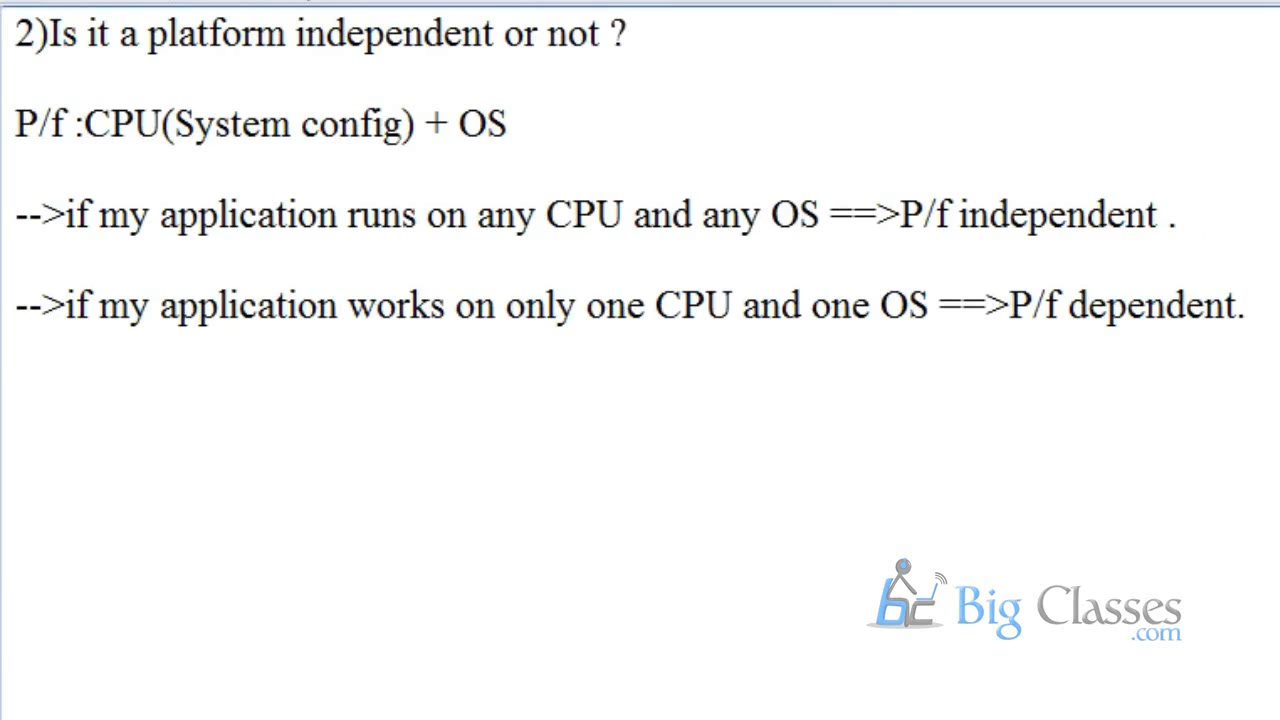 2)Is it a platform independent or not ?
P/f :CPU(System config) + OS
-->if my application runs on any CPU and any OS ==>P/f independent .
-->if my application works on only one CPU and one OS ==>P/f dependent.
bc Big Classes
.com